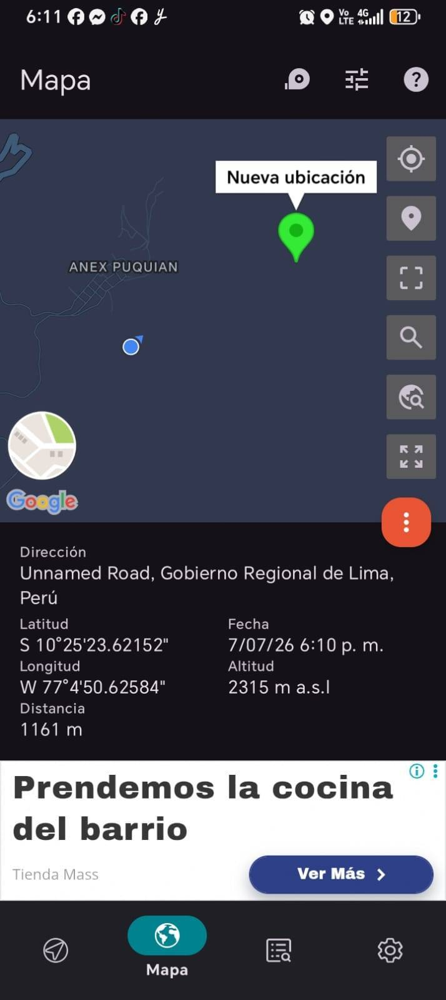 6:11
Vo LTE 4G 12
Mapa
Nueva ubicación
ANEX PUQUIAN
Google
Dirección
Unnamed Road, Gobierno Regional de Lima,
Perú
Latitud
S 10°25'23.62152"
Fecha
7/07/26 6:10 p. m.
Longitud
W 77°4'50.62584"
Altitud
2315 m a.s.l
Distancia
1161 m
Prendemos la cocina
del barrio
Tienda Mass
Ver Más
Mapa